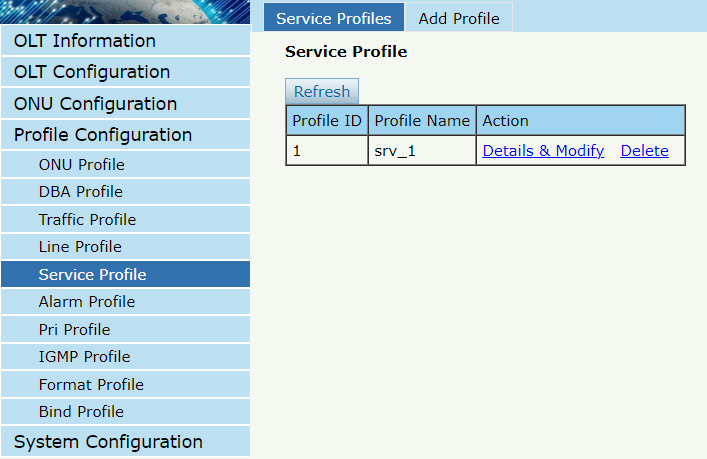 Service Profiles Add Profile
OLT Information
OLT Configuration
ONU Configuration
Profile Configuration
ONU Profile
DBA Profile
Traffic Profile
Line Profile
Service Profile
Alarm Profile
Pri Profile
IGMP Profile
Format Profile
Bind Profile
System Configuration
Service Profile
Refresh
Profile ID Profile Name Action
1 srv_1 Details & Modify Delete